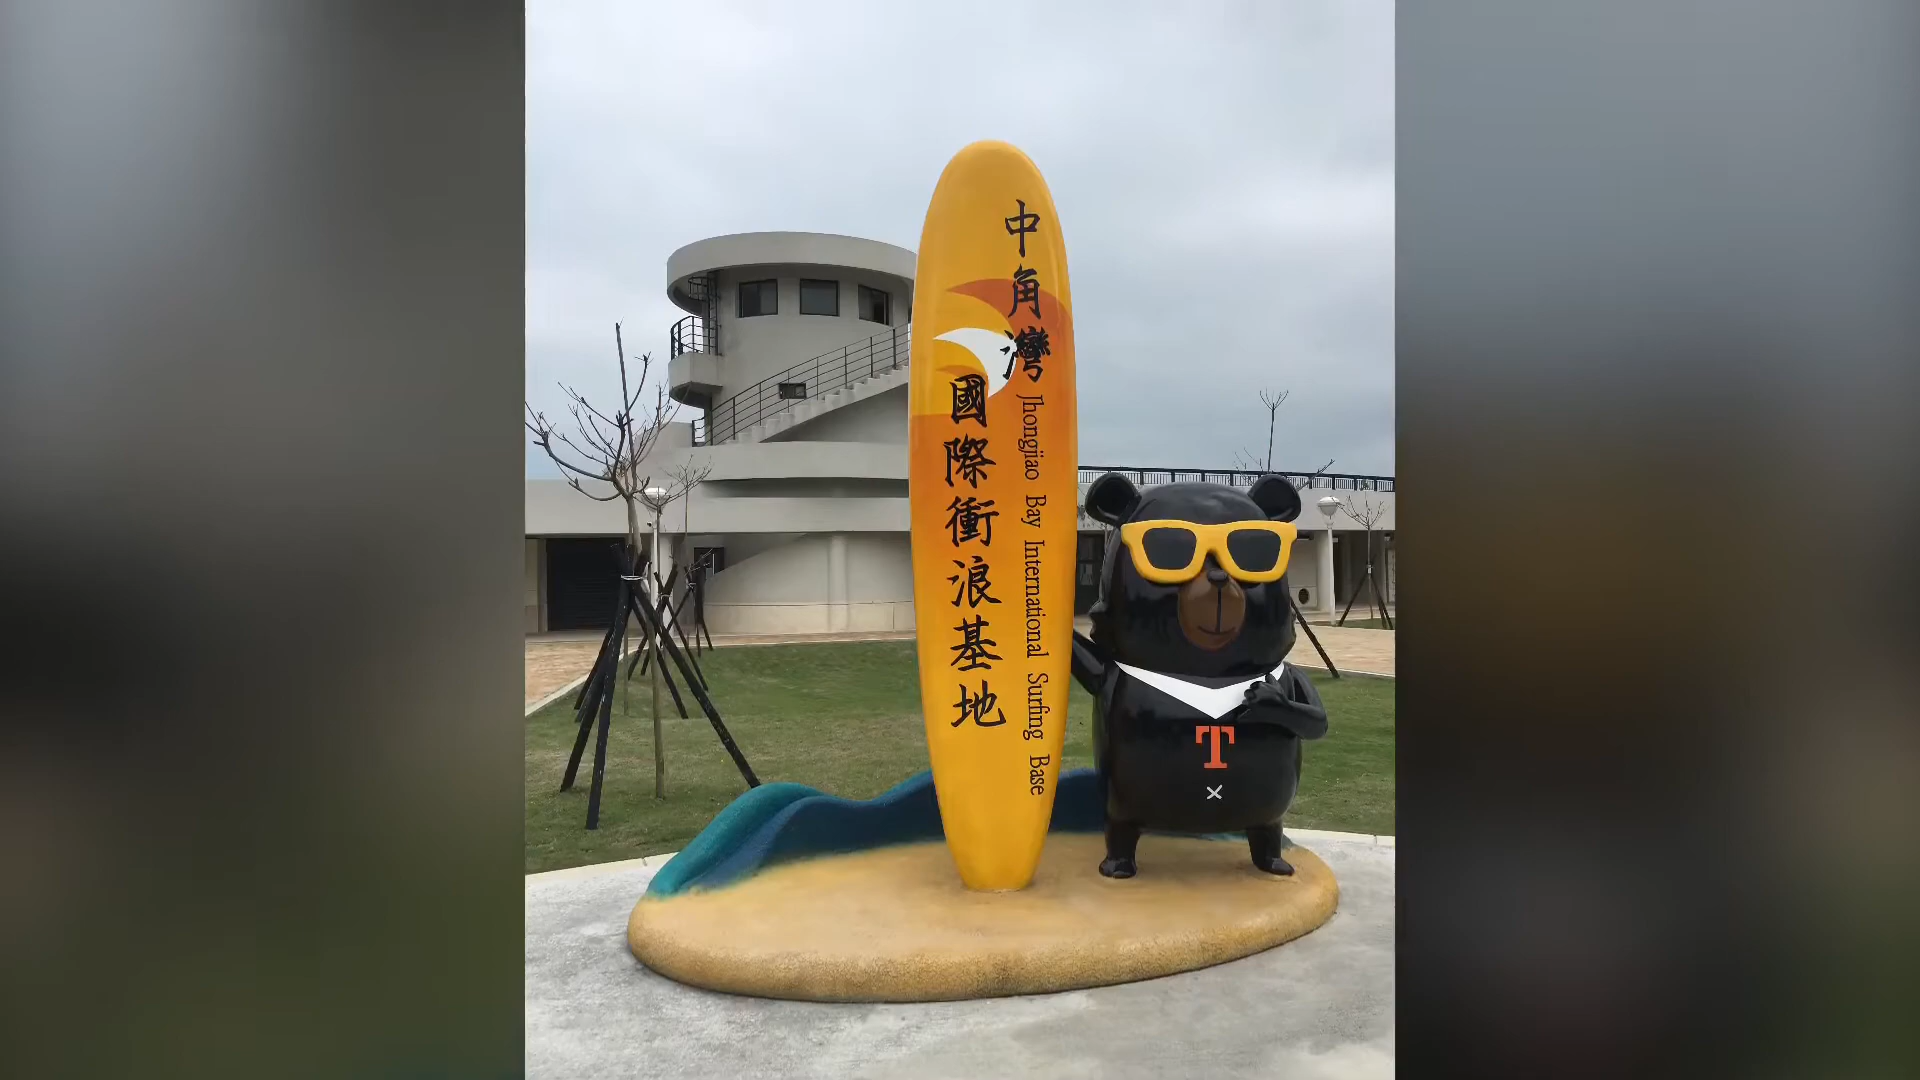 中角灣
Jhongjiao Bay International Surfing Base
國際衝浪基地
T
×